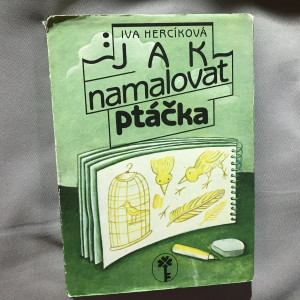 IVA HERCÍKOVÁ
JAK
namalovat
ptáčka